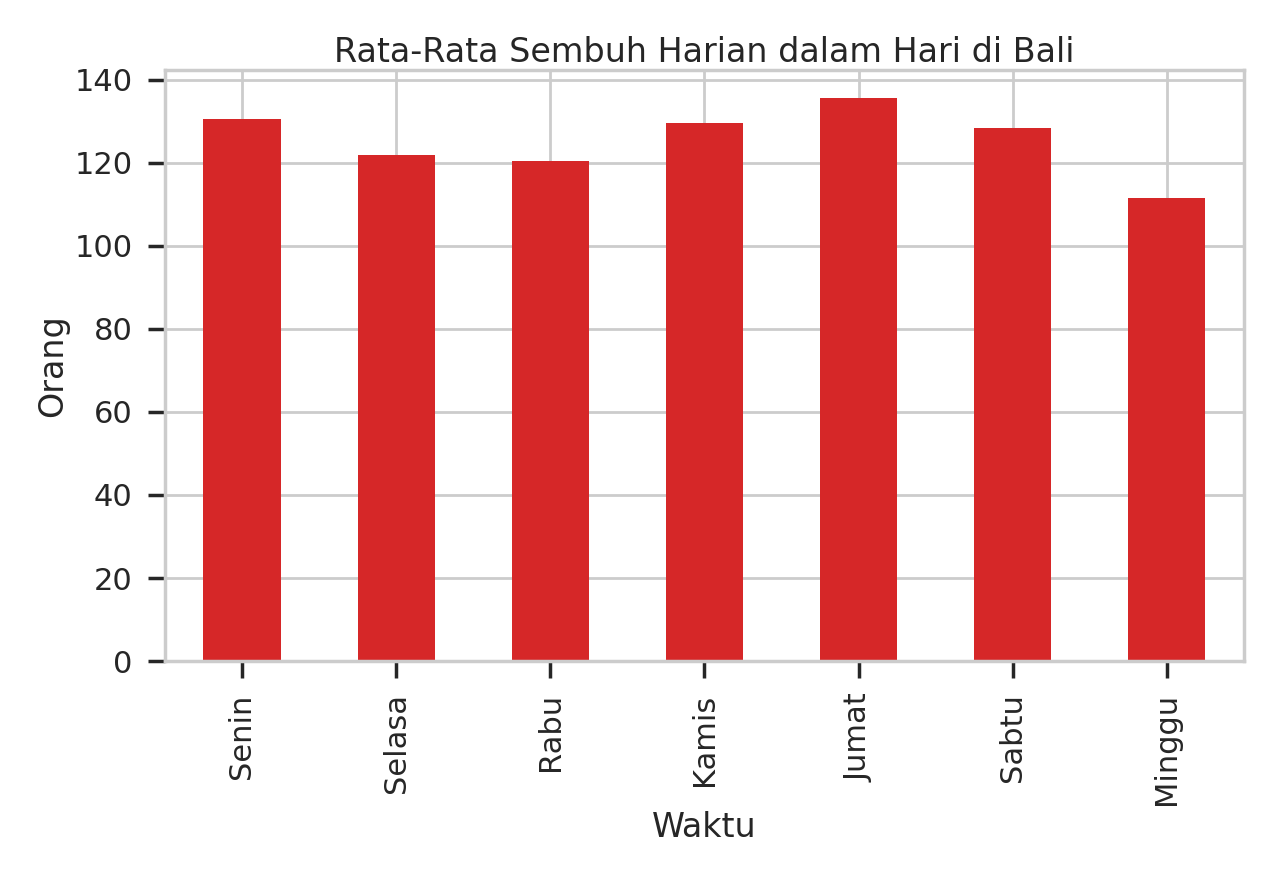 Rata-Rata Sembuh Harian dalam Hari di Bali
140
120
100
80
60
40
20
0
Orang
Senin
Selasa
Rabu
Kamis
Jumat
Sabtu
Minggu
Waktu